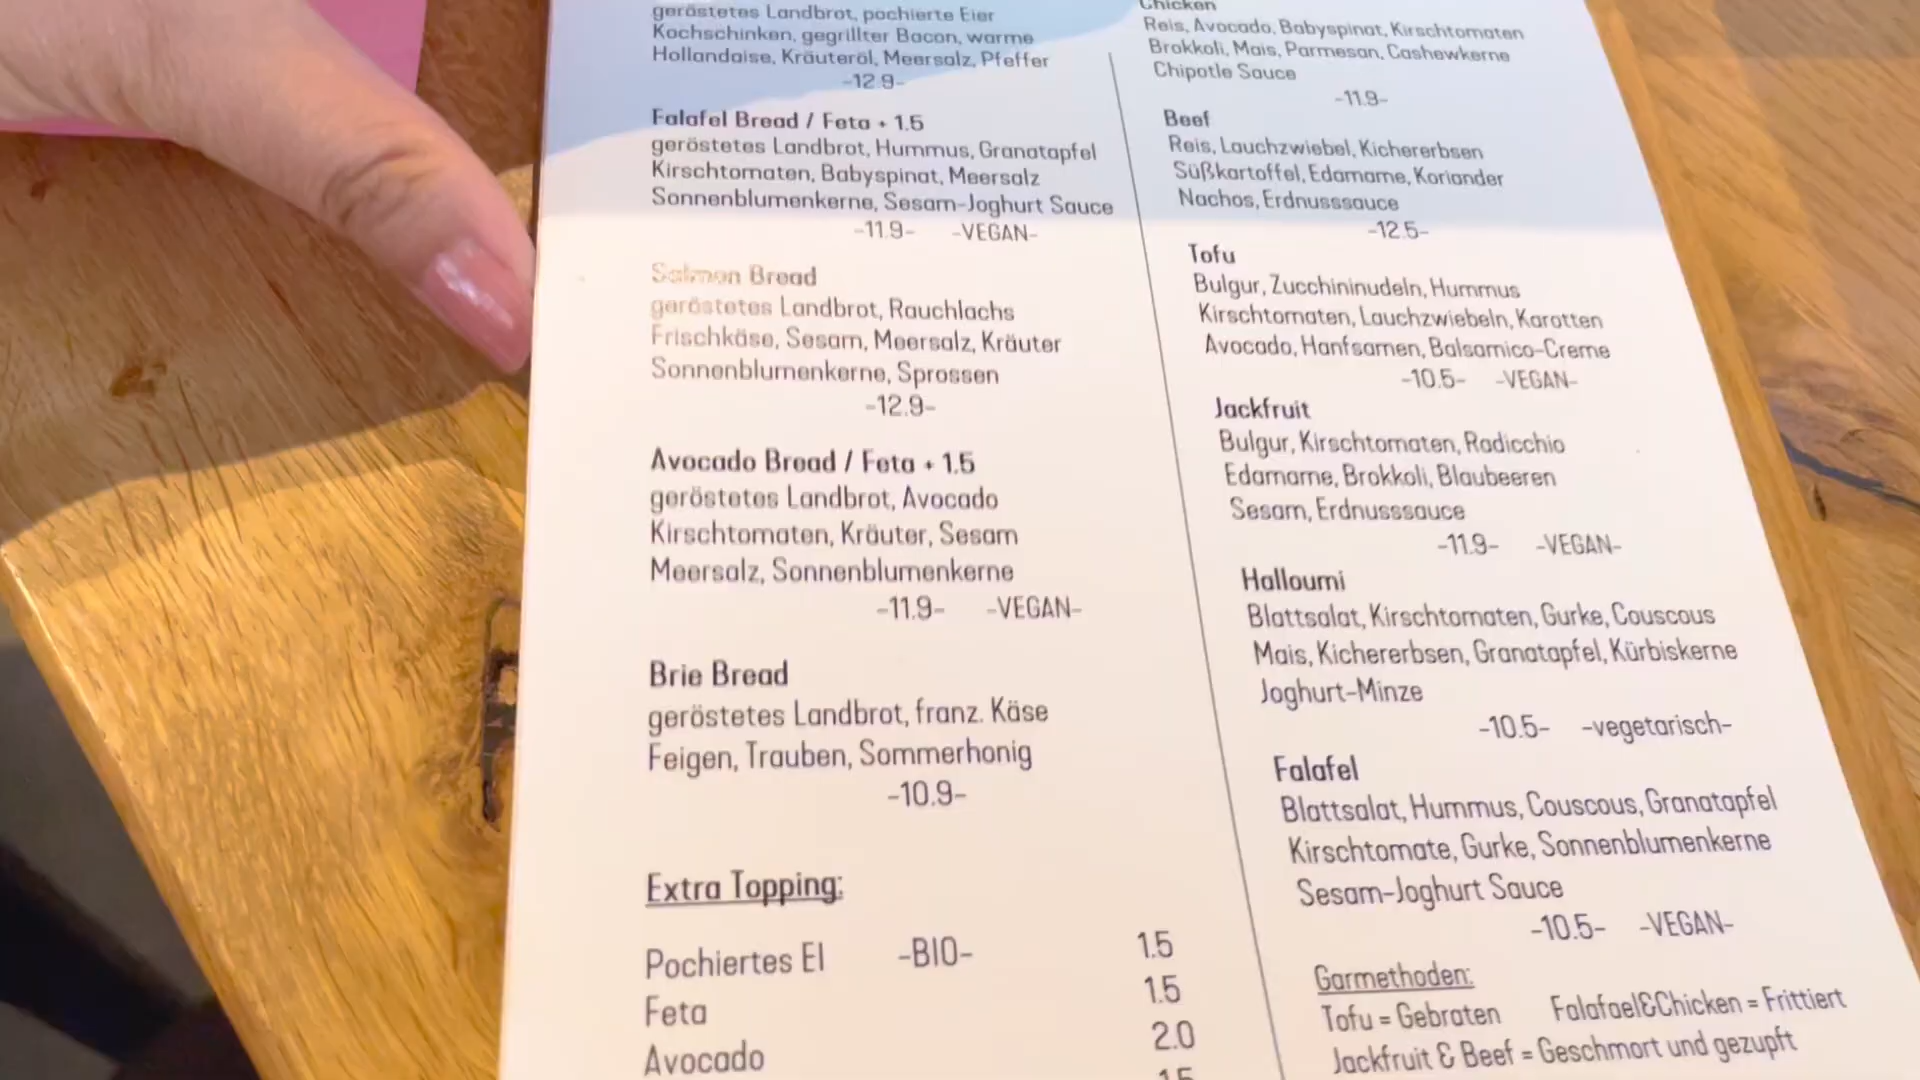 geröstetes Landbrot, pochierte Eier
Kochschinken, gegrillter Bacon, warme
Hollandaise, Kräuteröl, Meersalz, Pfeffer
-12.9-
Falafel Bread / Feta + 1.5
geröstetes Landbrot, Hummus, Granatapfel
Kirschtomaten, Babyspinat, Meersalz
Sonnenblumenkerne, Sesam-Joghurt Sauce
-11.9- -VEGAN-
Salmon Bread
geröstetes Landbrot, Rauchlachs
Frischkäse, Sesam, Meersalz, Kräuter
Sonnenblumenkerne, Sprossen
-12.9-
Avocado Bread / Feta + 1.5
geröstetes Landbrot, Avocado
Kirschtomaten, Kräuter, Sesam
Meersalz, Sonnenblumenkerne
-11.9- -VEGAN-
Brie Bread
geröstetes Landbrot, franz. Käse
Feigen, Trauben, Sommerhonig
-10.9-
Extra Topping:
Pochiertes EI -BIO- 1.5
Feta 1.5
Avocado 2.0
1.5
Chicken
Reis, Avocado, Babyspinat, Kirschtomaten
Brokkoli, Mais, Parmesan, Cashewkerne
Chipotle Sauce
-11.9-
Beef
Reis, Lauchzwiebel, Kichererbsen
Süßkartoffel, Edamame, Koriander
Nachos, Erdnusssauce
-12.5-
Tofu
Bulgur, Zucchininudeln, Hummus
Kirschtomaten, Lauchzwiebeln, Karotten
Avocado, Hanfsamen, Balsamico-Creme
-10.5- -VEGAN-
Jackfruit
Bulgur, Kirschtomaten, Radicchio
Edamame, Brokkoli, Blaubeeren
Sesam, Erdnusssauce
-11.9- -VEGAN-
Halloumi
Blattsalat, Kirschtomaten, Gurke, Couscous
Mais, Kichererbsen, Granatapfel, Kürbiskerne
Joghurt-Minze
-10.5- -vegetarisch-
Falafel
Blattsalat, Hummus, Couscous, Granatapfel
Kirschtomate, Gurke, Sonnenblumenkerne
Sesam-Joghurt Sauce
-10.5- -VEGAN-
Garmethoden:
Tofu = Gebraten Falafael&Chicken = Frittiert
Jackfruit & Beef = Geschmort und gezupft